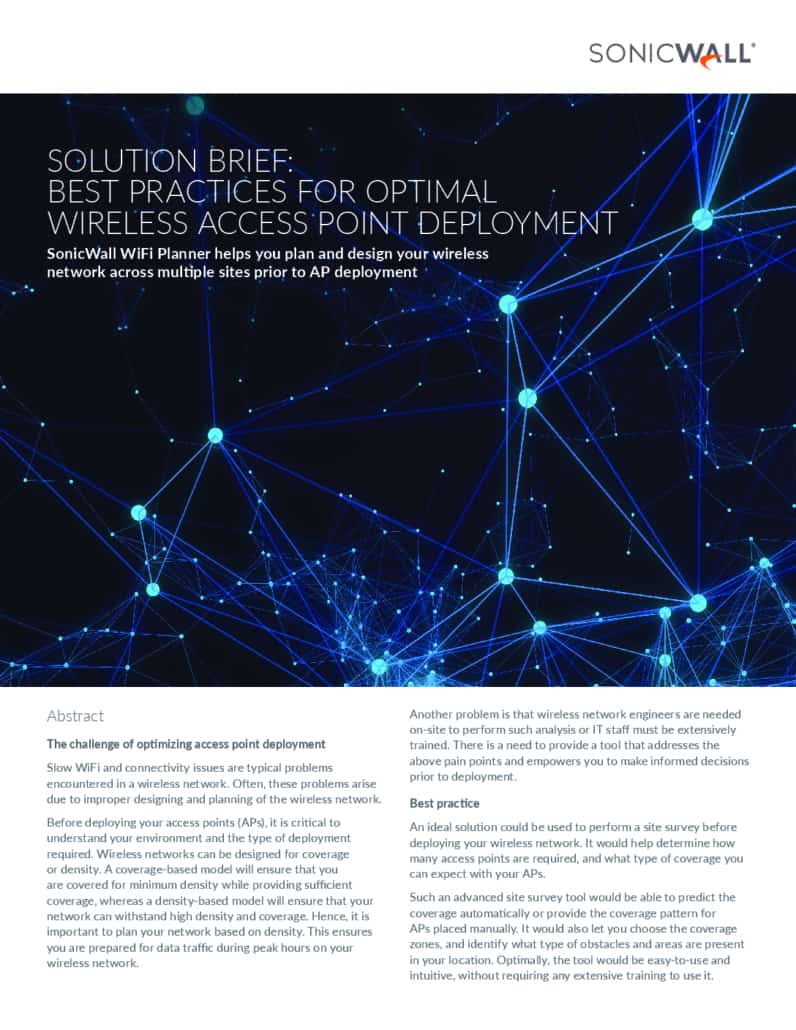 SONICWALL®
SOLUTION BRIEF:
BEST PRACTICES FOR OPTIMAL
WIRELESS ACCESS POINT DEPLOYMENT
SonicWall WiFi Planner helps you plan and design your wireless
network across multiple sites prior to AP deployment
Abstract
The challenge of optimizing access point deployment
Slow WiFi and connectivity issues are typical problems
encountered in a wireless network. Often, these problems arise
due to improper designing and planning of the wireless network.
Before deploying your access points (APs), it is critical to
understand your environment and the type of deployment
required. Wireless networks can be designed for coverage
or density. A coverage-based model will ensure that you
are covered for minimum density while providing sufficient
coverage, whereas a density-based model will ensure that your
network can withstand high density and coverage. Hence, it is
important to plan your network based on density. This ensures
you are prepared for data traffic during peak hours on your
wireless network.
Another problem is that wireless network engineers are needed
on-site to perform such analysis or IT staff must be extensively
trained. There is a need to provide a tool that addresses the
above pain points and empowers you to make informed decisions
prior to deployment.
Best practice
An ideal solution could be used to perform a site survey before
deploying your wireless network. It would help determine how
many access points are required, and what type of coverage you
can expect with your APs.
Such an advanced site survey tool would be able to predict the
coverage automatically or provide the coverage pattern for
APs placed manually. It would also let you choose the coverage
zones, and identify what type of obstacles and areas are present
in your location. Optimally, the tool would be easy-to-use and
intuitive, without requiring any extensive training to use it.